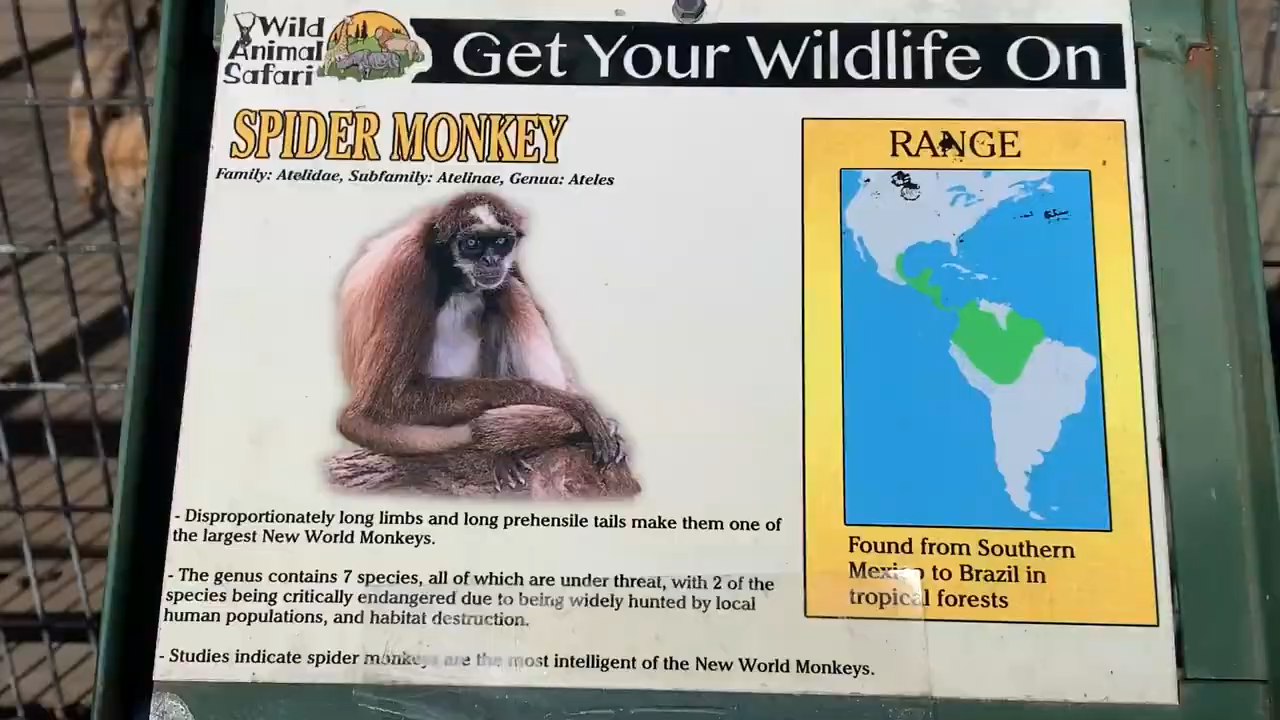 Wild
Animal
Safari
Get Your Wildlife On
SPIDER MONKEY
Family: Atelidae, Subfamily: Atelinae, Genua: Ateles
RANGE
- Disproportionately long limbs and long prehensile tails make them one of
the largest New World Monkeys.
- The genus contains 7 species, all of which are under threat, with 2 of the
species being critically endangered due to being widely hunted by local
human populations, and habitat destruction.
- Studies indicate spider monkeys are the most intelligent of the New World Monkeys.
Found from Southern
Mexico to Brazil in
tropical forests